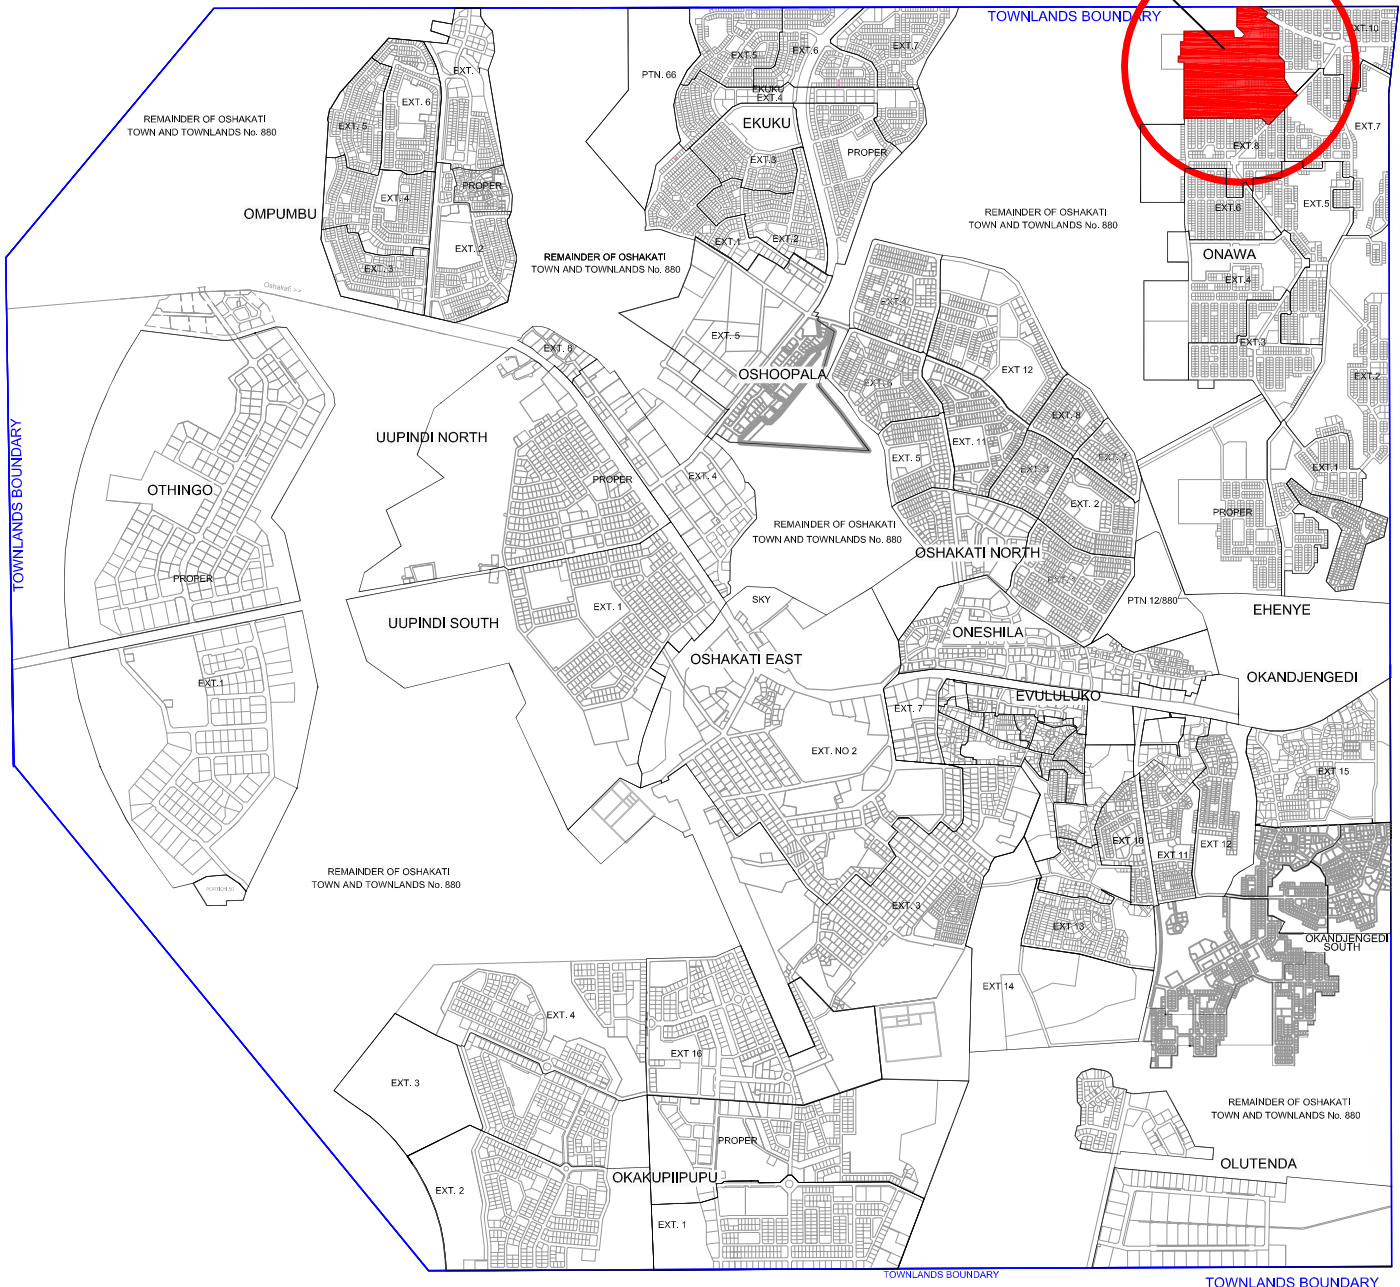 TOWNLANDS BOUNDARY
EXT.10
EXT.5
EXT.6
EXT.7
EXT. 1
PTN. 66
EKUKU
EXT.4
EXT. 6
REMAINDER OF OSHAKATI
TOWN AND TOWNLANDS No. 880
EXT. 5
EKUKU
EXT.7
EXT.8
EXT.3
PROPER
PROPER
EXT. 4
OMPUMBU
REMAINDER OF OSHAKATI
TOWN AND TOWNLANDS No. 880
EXT.6
EXT.5
EXT. 2
EXT.1
EXT.2
EXT. 3
REMAINDER OF OSHAKATI
TOWN AND TOWNLANDS No. 880
ONAWA
EXT.4
Oshakati >>
EXT. 5
EXT. 8
EXT.3
OSHOOPALA
EXT 12
EXT.2
EXT. 6
EXT. 8
UUPINDI NORTH
EXT.11
EXT. 5
EXT.1
TOWNLANDS BOUNDARY
OTHINGO
PROPER
EXT. 4
EXT. 2
PROPER
REMAINDER OF OSHAKATI
TOWN AND TOWNLANDS No. 880
OSHAKATI NORTH
PROPER
SKY
PTN 12/880
EXT. 1
EHENYE
UUPINDI SOUTH
ONESHILA
OSHAKATI EAST
OKANDJENGEDI
EXT.1
EVULULUKO
EXT. 7
EXT. NO 2
EXT 15
EXT 10
EXT 11
EXT 12
REMAINDER OF OSHAKATI
TOWN AND TOWNLANDS No. 880
EXT. 3
EXT 13
OKANDJENGEDI
SOUTH
EXT 14
EXT. 4
EXT 16
EXT. 3
REMAINDER OF OSHAKATI
TOWN AND TOWNLANDS No. 880
PROPER
OLUTENDA
OKAKUPIIPUPU
EXT. 2
EXT. 1
TOWNLANDS BOUNDARY
TOWNLANDS BOUNDARY